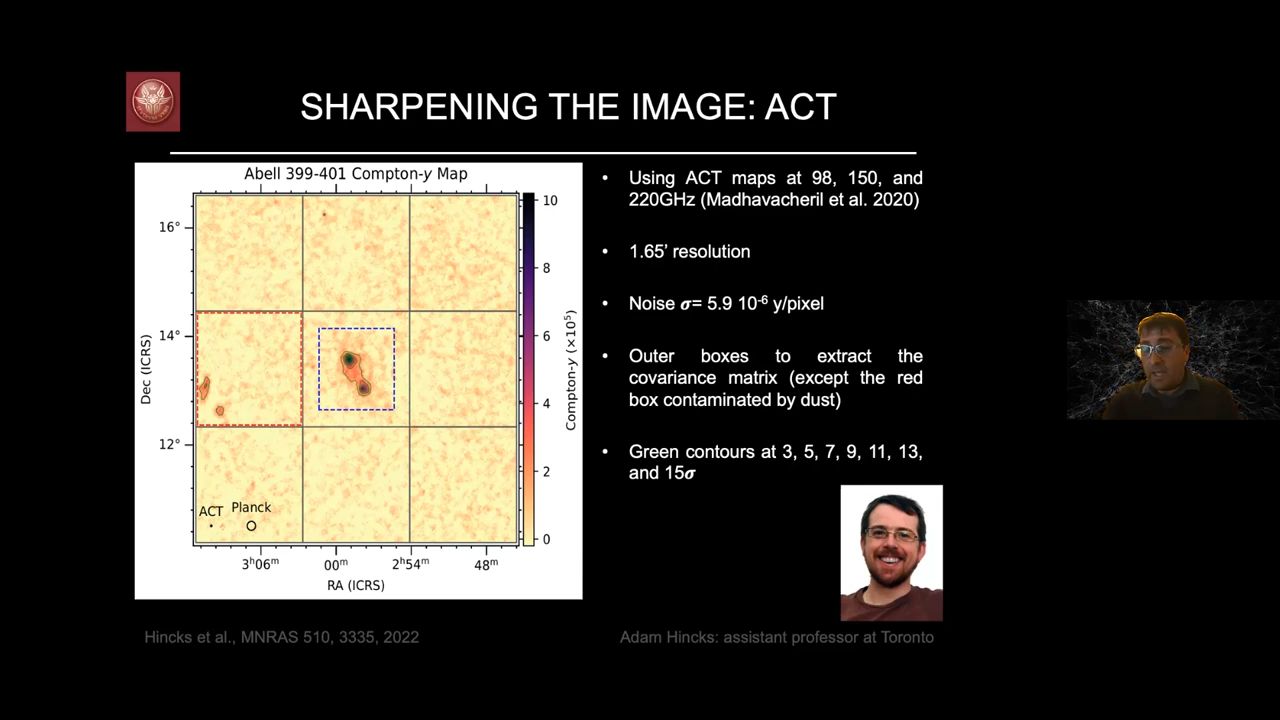 SHARPENING THE IMAGE: ACT
Abell 399-401 Compton-y Map
10
8
6
4
2
0
Compton-y (×10⁵)
16°
14°
12°
Dec (ICRS)
ACT Planck
3ʰ06ᵐ 00ᵐ 2ʰ54ᵐ 48ᵐ
RA (ICRS)
• Using ACT maps at 98, 150, and
220GHz (Madhavacheril et al. 2020)
• 1.65’ resolution
• Noise σ= 5.9 10⁻⁶ y/pixel
• Outer boxes to extract the
covariance matrix (except the red
box contaminated by dust)
• Green contours at 3, 5, 7, 9, 11, 13,
and 15σ
Hincks et al., MNRAS 510, 3335, 2022
Adam Hincks: assistant professor at Toronto